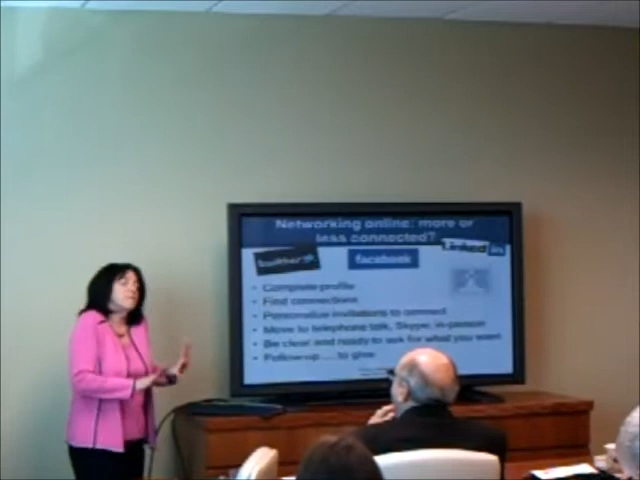 Networking online: more or
less connected?
twitter
facebook
Linked in
• Complete profile
• Find connections
• Personalize invitations to connect
• Move to telephone talk, Skype, in-person
• Be clear and ready to ask for what you want
• Follow-up ... to give